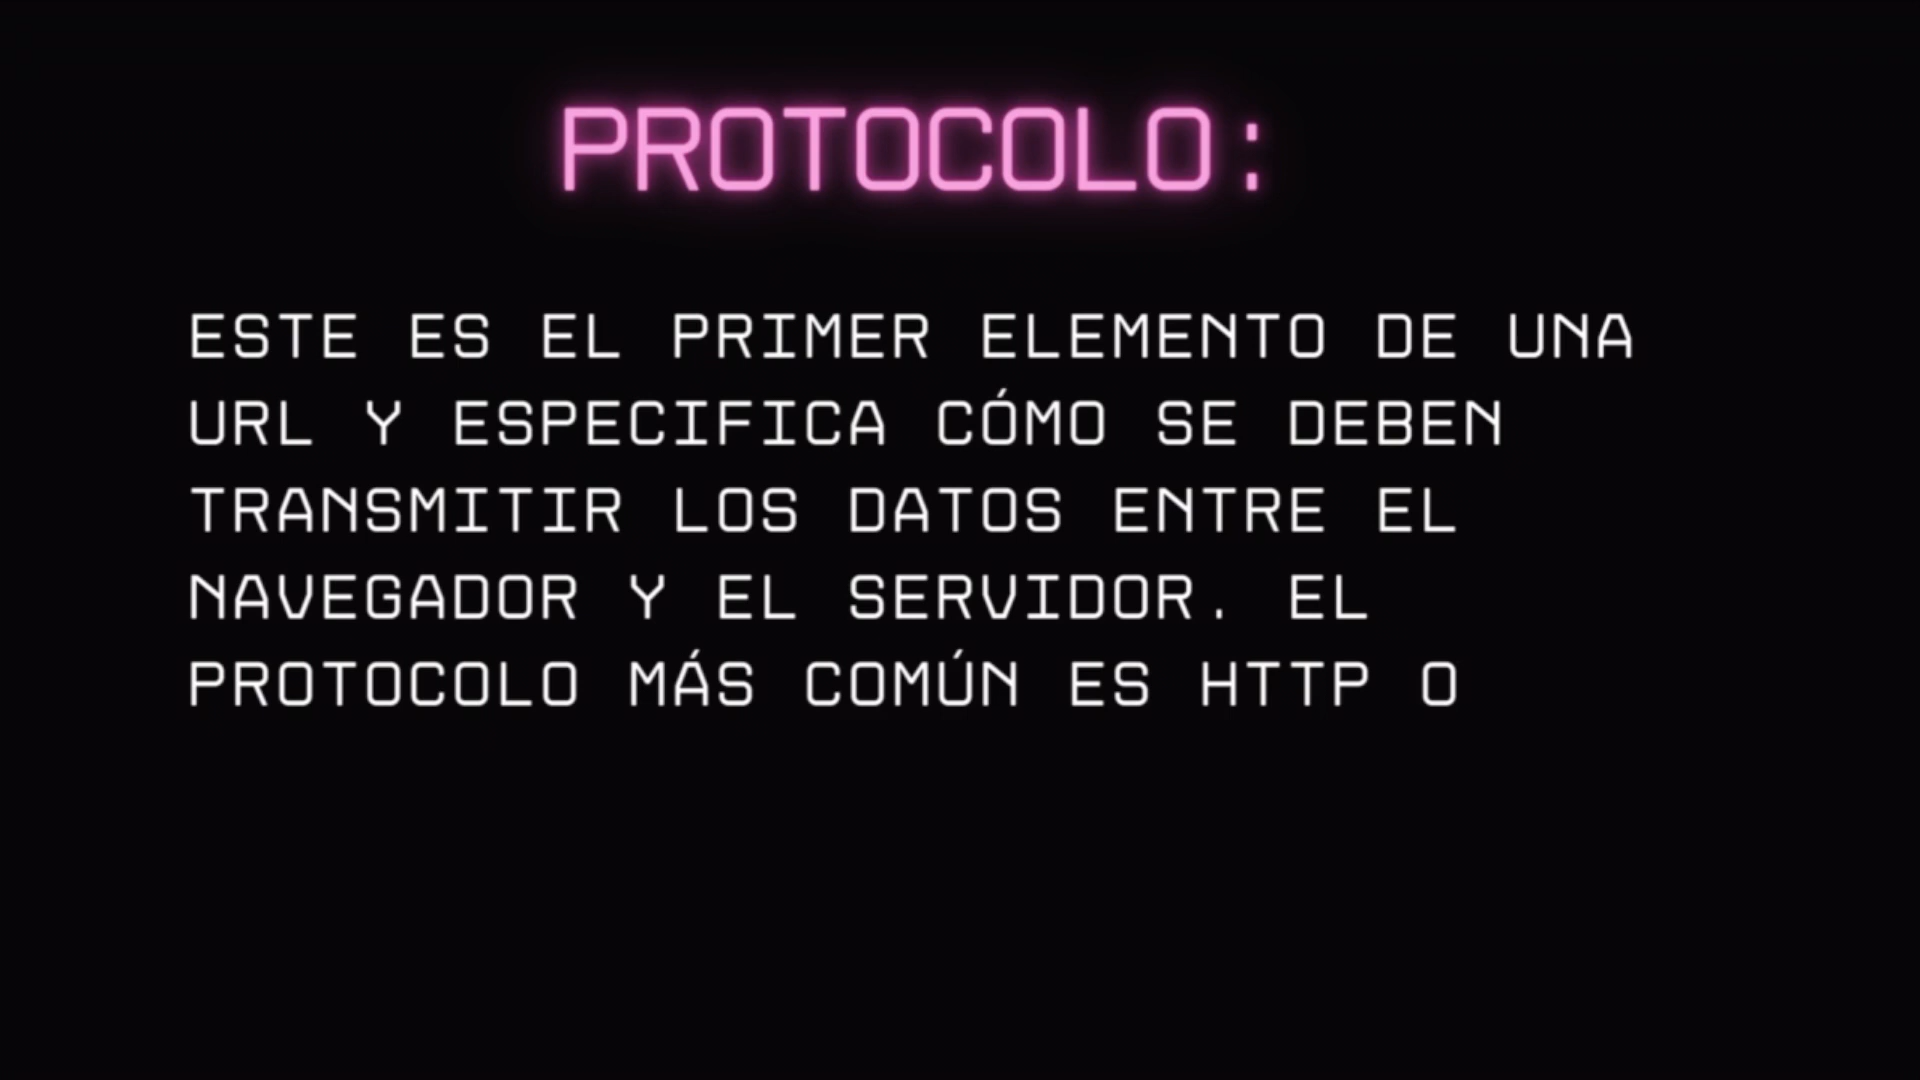 PROTOCOLO:
ESTE ES EL PRIMER ELEMENTO DE UNA
URL Y ESPECIFICA CÓMO SE DEBEN
TRANSMITIR LOS DATOS ENTRE EL
NAVEGADOR Y EL SERVIDOR. EL
PROTOCOLO MÁS COMÚN ES HTTP O